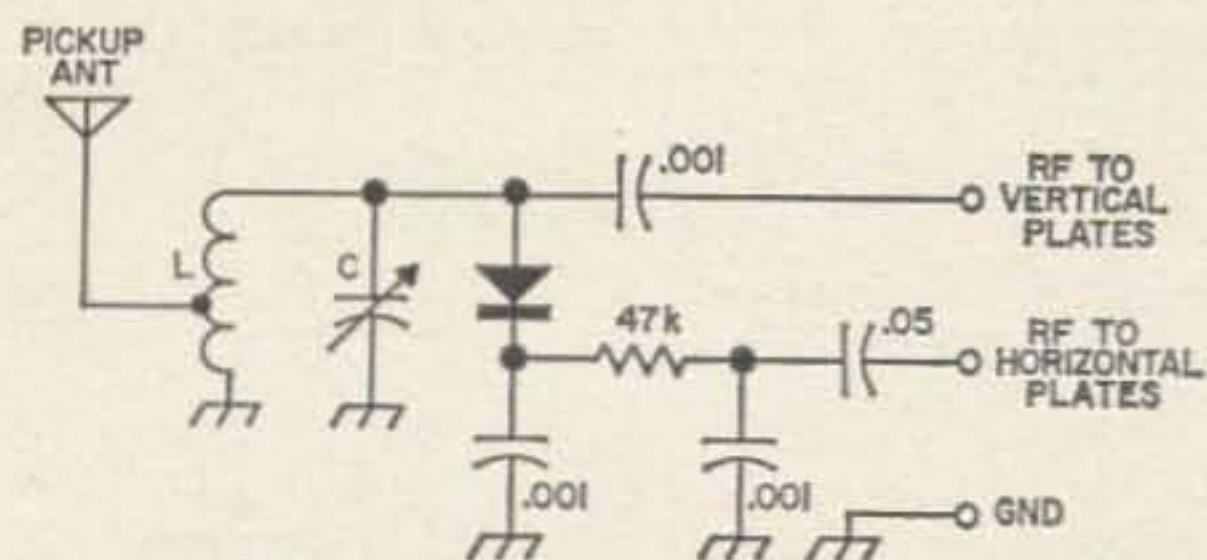 PICKUP
ANT
.001
RF TO
VERTICAL
PLATES
L
C
47k
.05
RF TO
HORIZONTAL
PLATES
.001
.001
GND